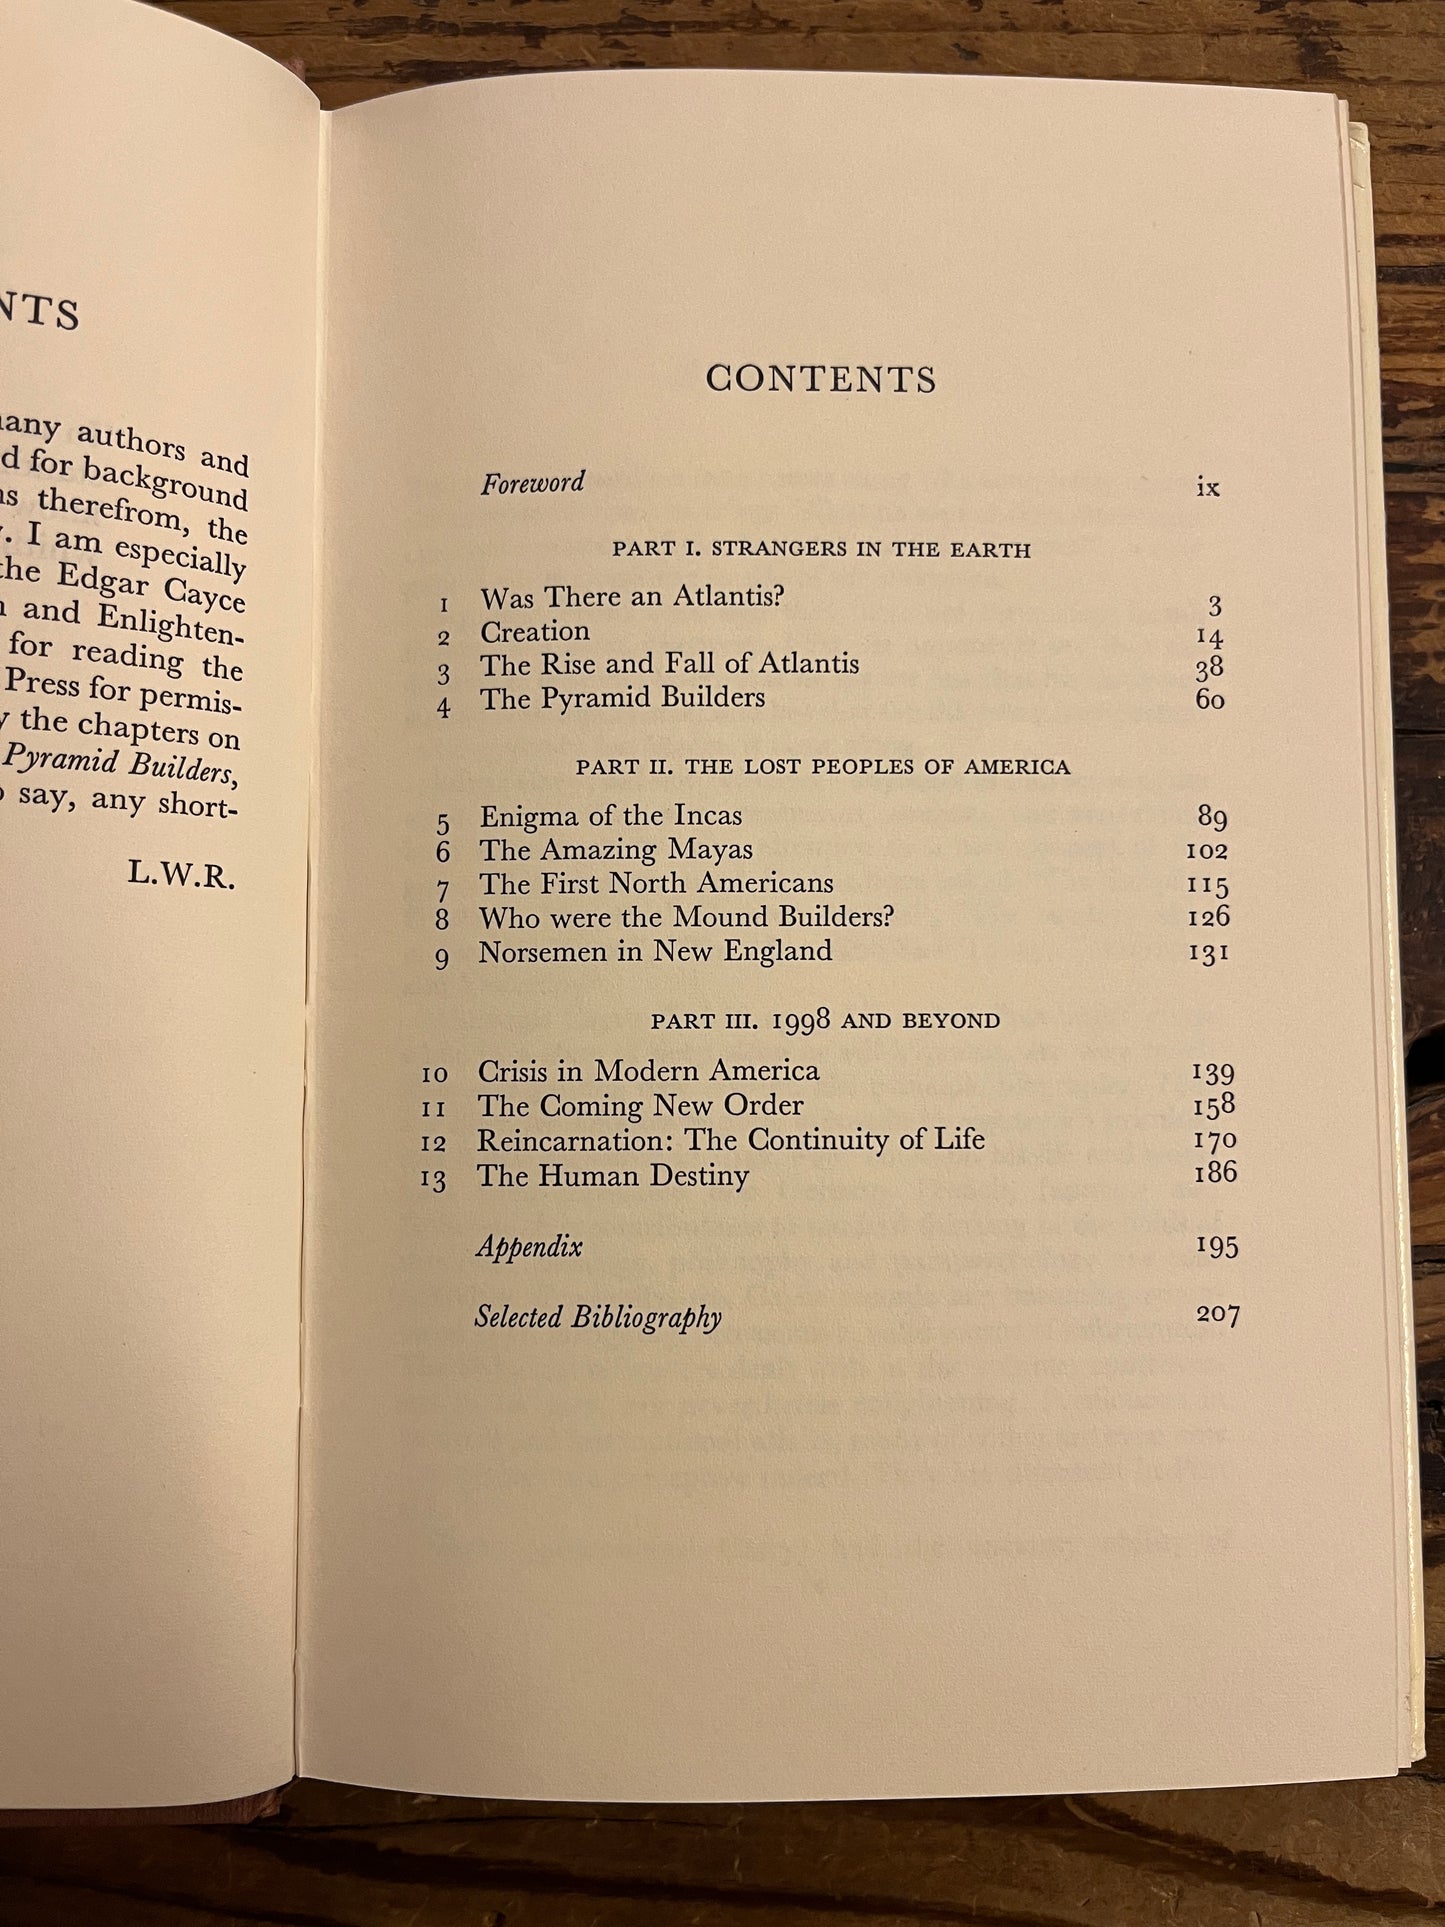 NTS
many authors and
d for background
ns therefrom, the
y. I am especially
the Edgar Cayce
n and Enlighten-
for reading the
Press for permis-
y the chapters on
Pyramid Builders,
o say, any short-
L.W.R.
CONTENTS
Foreword ix
PART I. STRANGERS IN THE EARTH
1 Was There an Atlantis? 3
2 Creation 14
3 The Rise and Fall of Atlantis 38
4 The Pyramid Builders 60
PART II. THE LOST PEOPLES OF AMERICA
5 Enigma of the Incas 89
6 The Amazing Mayas 102
7 The First North Americans 115
8 Who were the Mound Builders? 126
9 Norsemen in New England 131
PART III. 1998 AND BEYOND
10 Crisis in Modern America 139
11 The Coming New Order 158
12 Reincarnation: The Continuity of Life 170
13 The Human Destiny 186
Appendix 195
Selected Bibliography 207